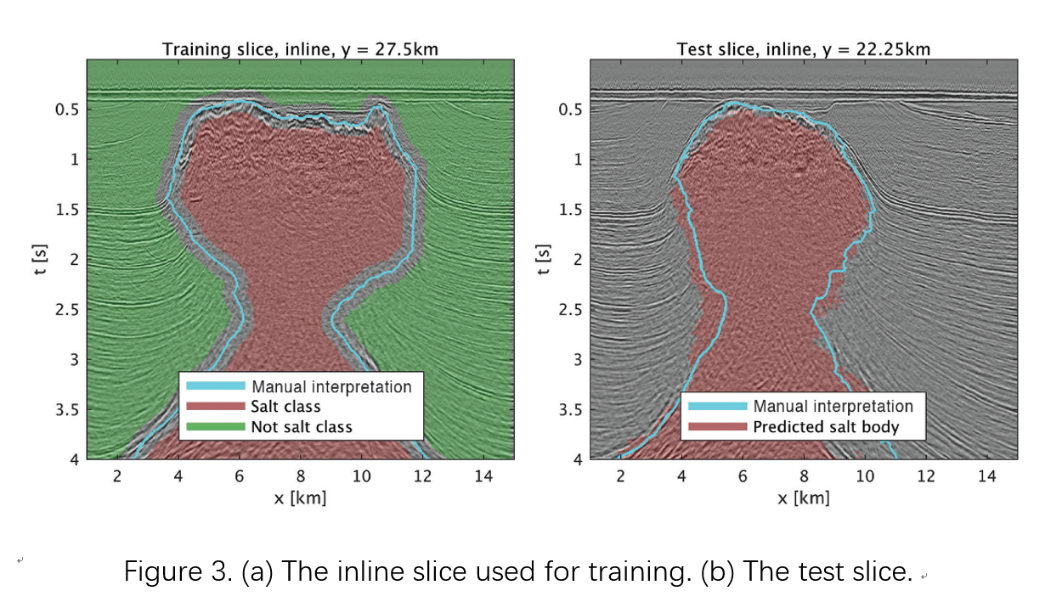 Training slice, inline, y = 27.5km
Test slice, inline, y = 22.25km
0.5
1
1.5
2
2.5
3
3.5
4
t [s]
2 4 6 8 10 12 14
x [km]
Manual interpretation
Salt class
Not salt class
0.5
1
1.5
2
2.5
3
3.5
4
t [s]
2 4 6 8 10 12 14
x [km]
Manual interpretation
Predicted salt body
Figure 3. (a) The inline slice used for training. (b) The test slice.